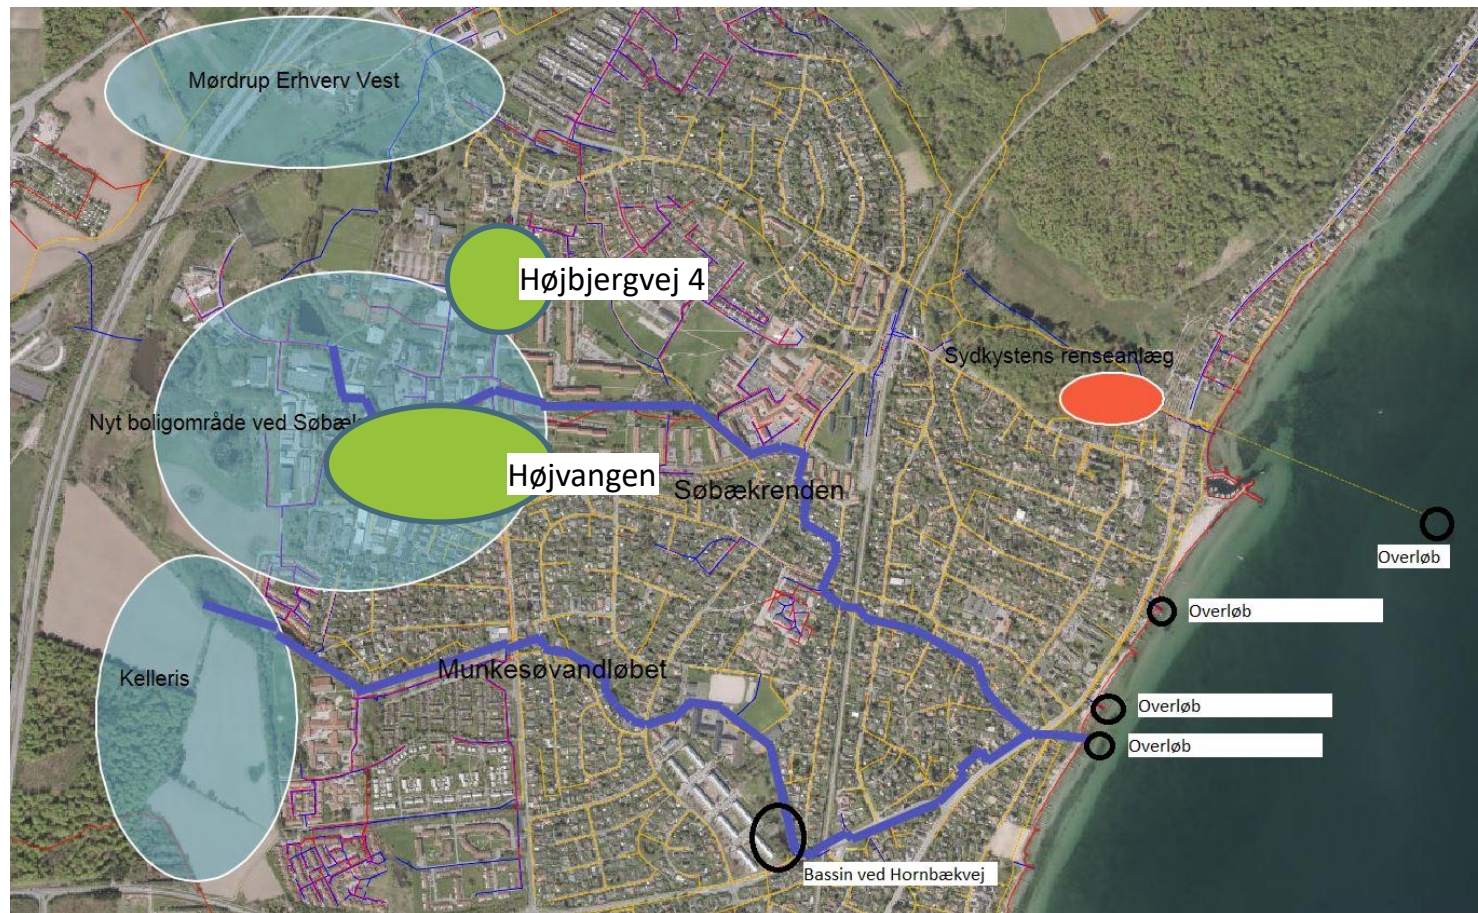 Mørdrup Erhverv Vest
Højbjergvej 4
Sydkystens renseanlæg
Nyt boligområde ved Søbæk
Højvangen
Søbækrenden
Overløb
Overløb
Kelleris
Munkesøvandløbet
Overløb
Overløb
Bassin ved Hornbækvej